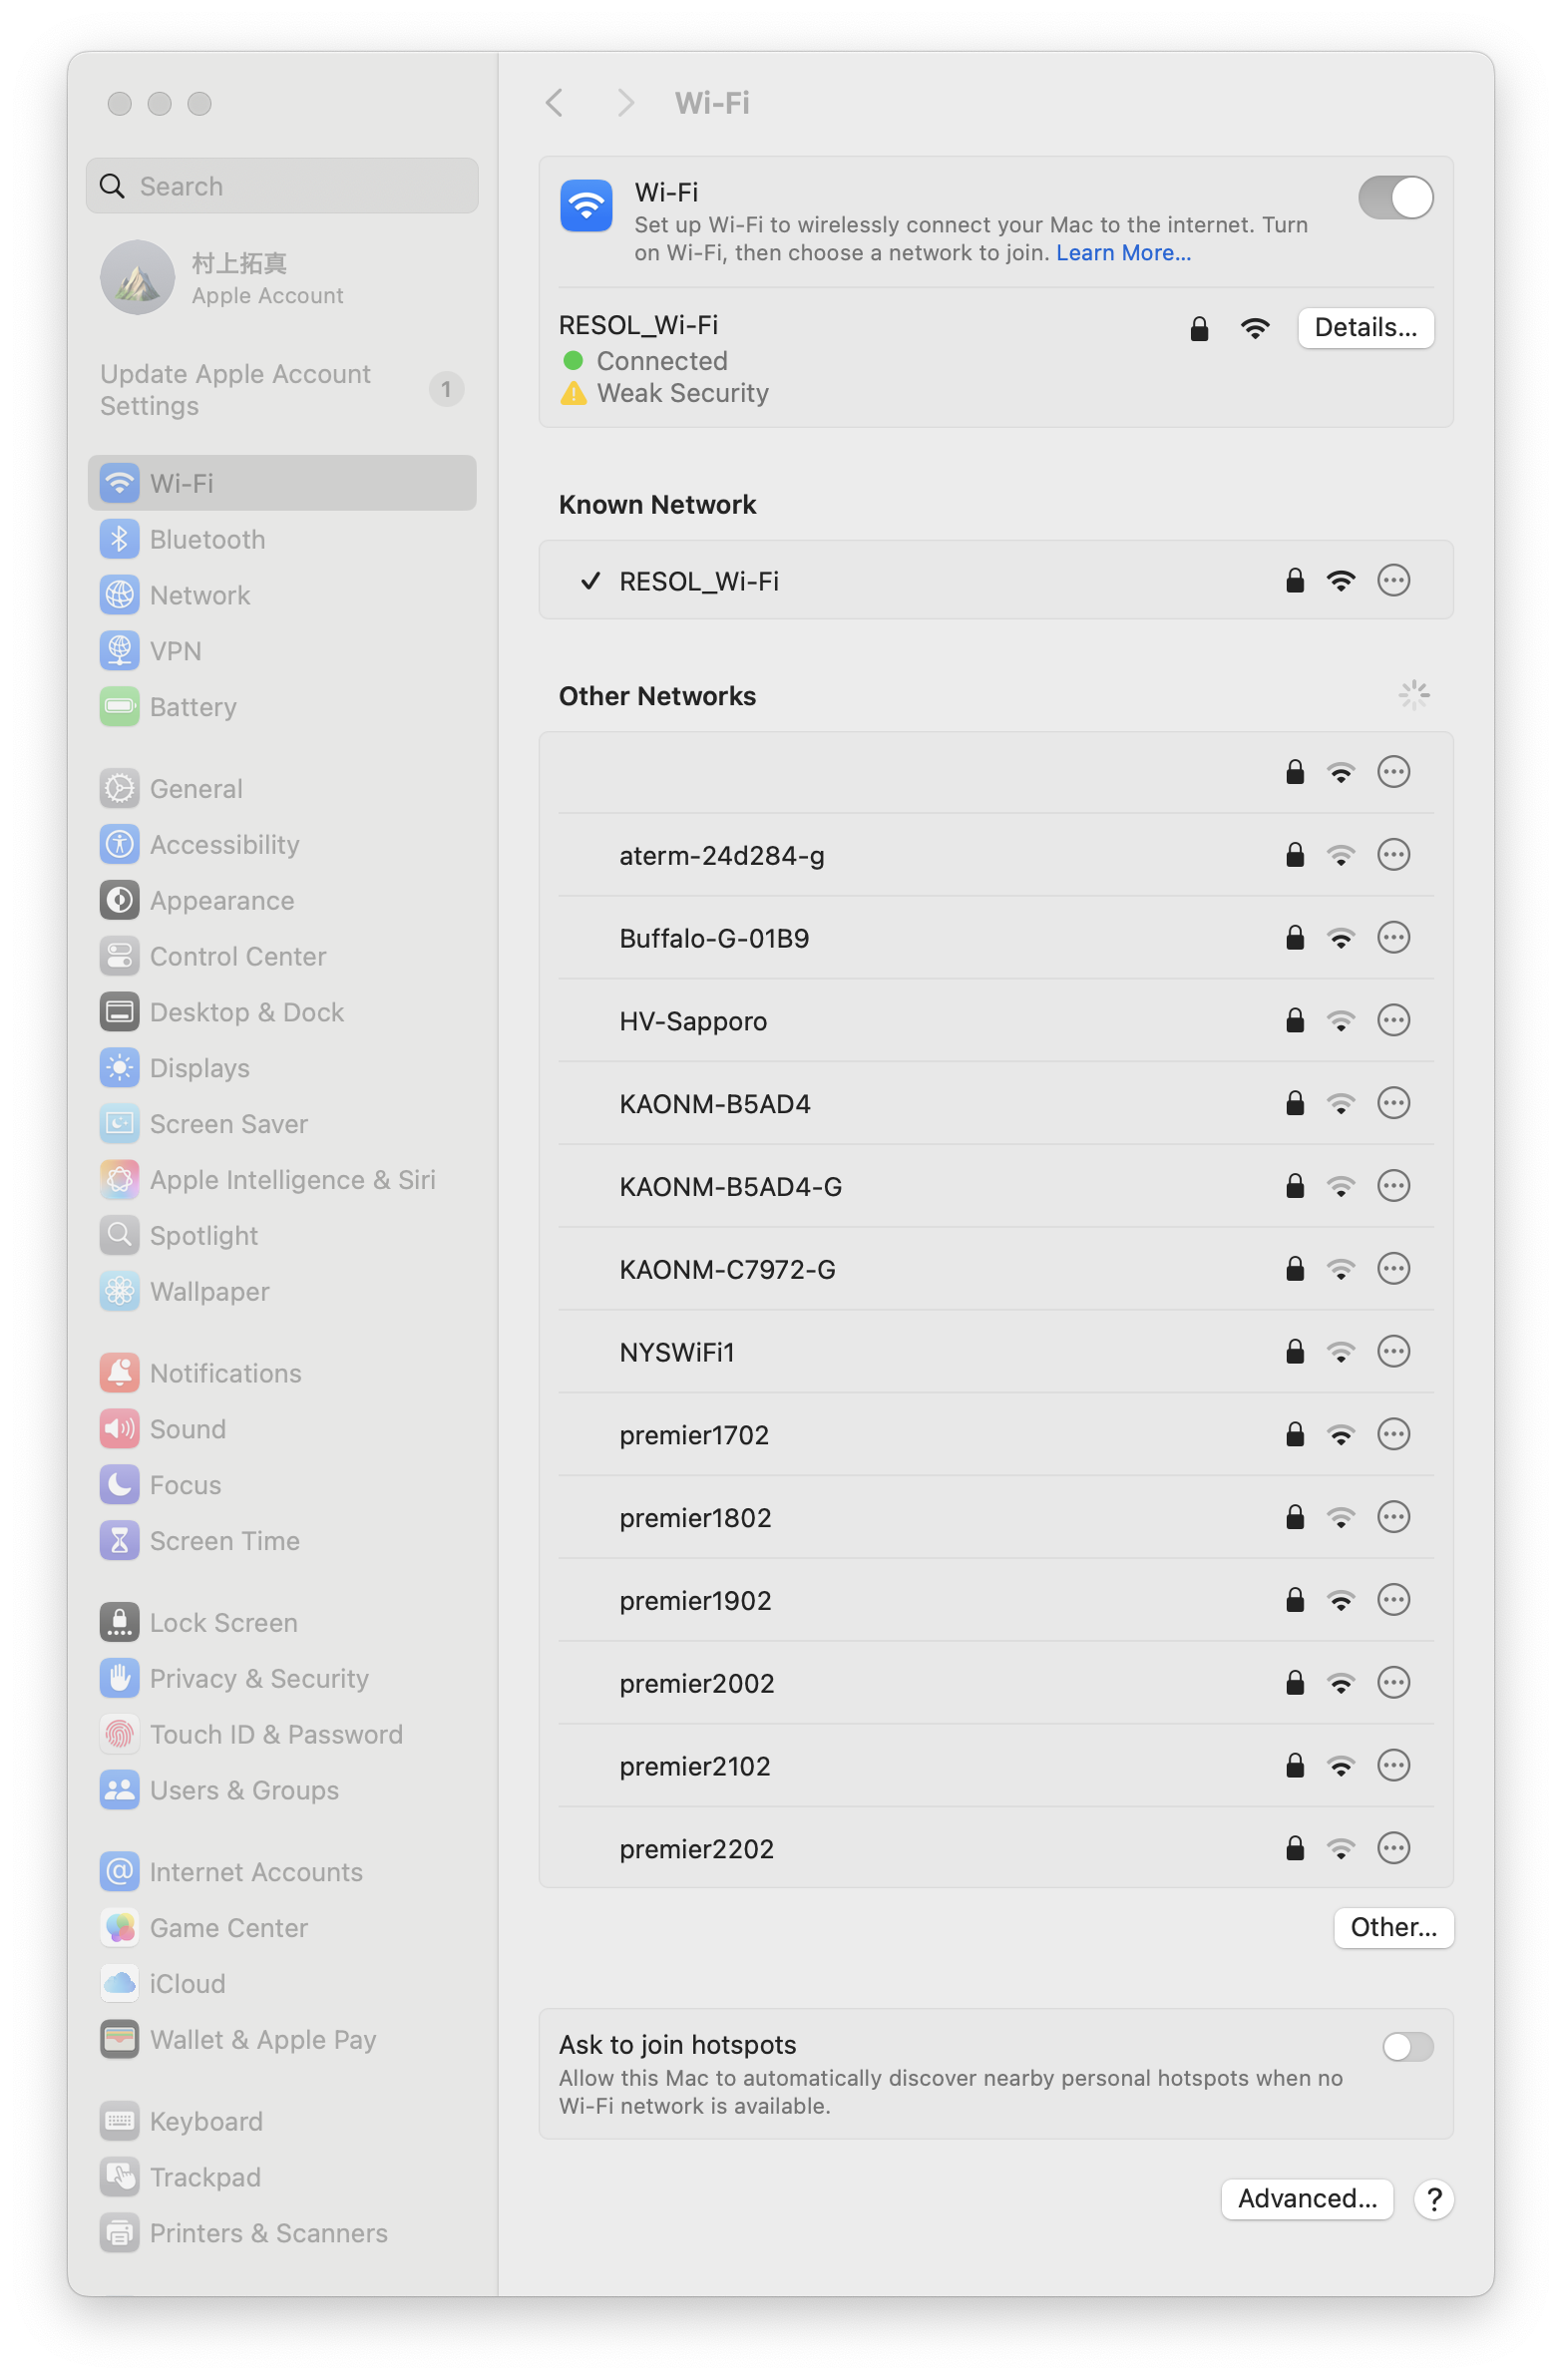 Search
村上拓真
Apple Account
Update Apple Account
Settings
1
Wi-Fi
Bluetooth
Network
VPN
Battery
General
Accessibility
Appearance
Control Center
Desktop & Dock
Displays
Screen Saver
Apple Intelligence & Siri
Spotlight
Wallpaper
Notifications
Sound
Focus
Screen Time
Lock Screen
Privacy & Security
Touch ID & Password
Users & Groups
Internet Accounts
Game Center
iCloud
Wallet & Apple Pay
Keyboard
Trackpad
Printers & Scanners
Wi-Fi
Wi-Fi
Set up Wi-Fi to wirelessly connect your Mac to the internet. Turn
on Wi-Fi, then choose a network to join. Learn More...
RESOL_Wi-Fi
Details...
Connected
Weak Security
Known Network
RESOL_Wi-Fi
Other Networks
aterm-24d284-g
Buffalo-G-01B9
HV-Sapporo
KAONM-B5AD4
KAONM-B5AD4-G
KAONM-C7972-G
NYSWiFi1
premier1702
premier1802
premier1902
premier2002
premier2102
premier2202
Other...
Ask to join hotspots
Allow this Mac to automatically discover nearby personal hotspots when no
Wi-Fi network is available.
Advanced...
?